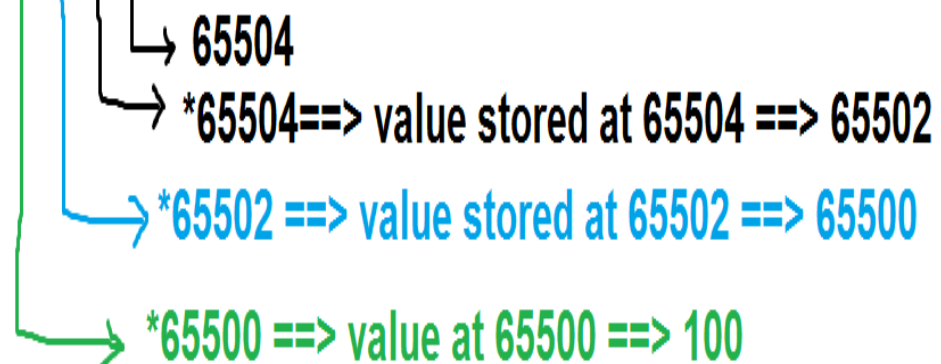 65504
*65504==> value stored at 65504 ==> 65502
*65502 ==> value stored at 65502 ==> 65500
*65500 ==> value at 65500 ==> 100